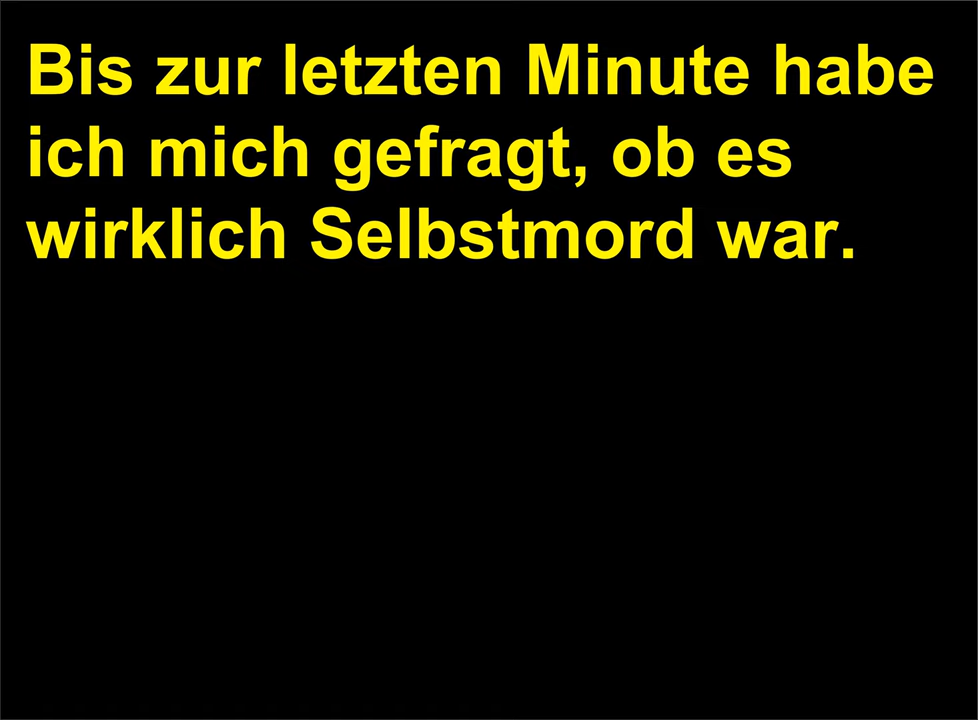 Bis zur letzten Minute habe
ich mich gefragt, ob es
wirklich Selbstmord war.